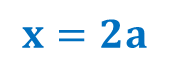 x = 2a